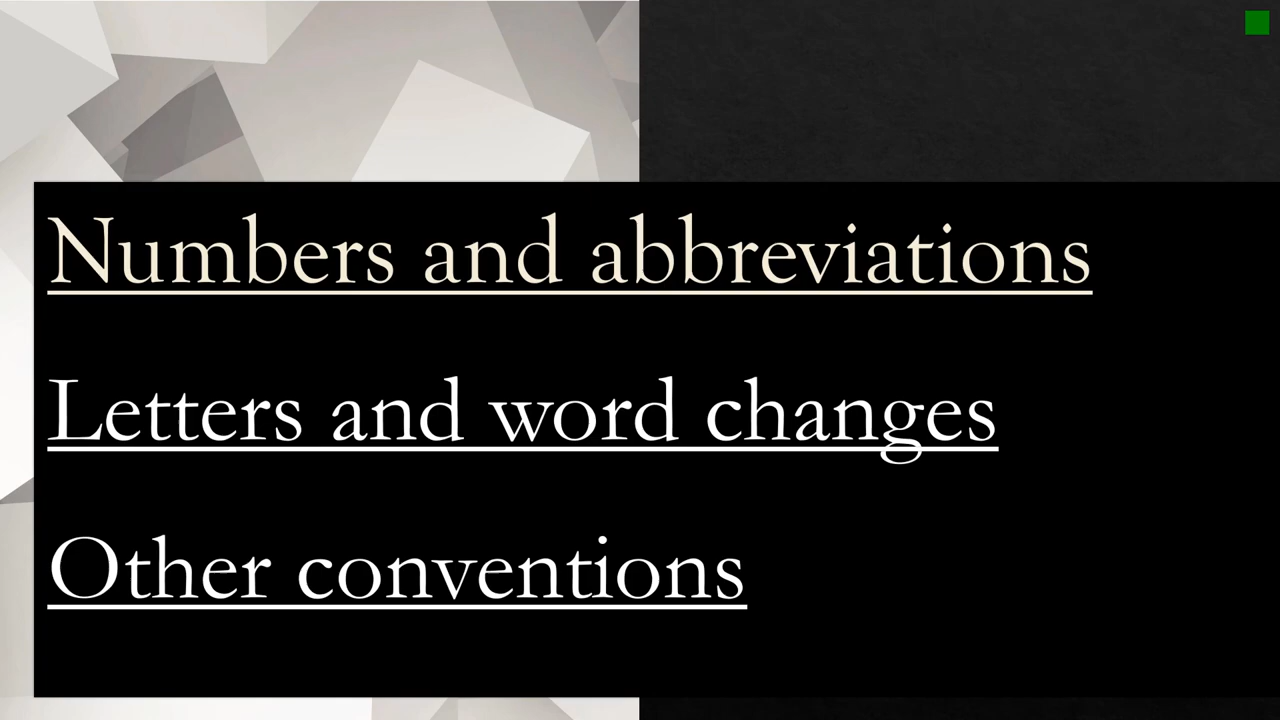 Numbers and abbreviations
Letters and word changes
Other conventions